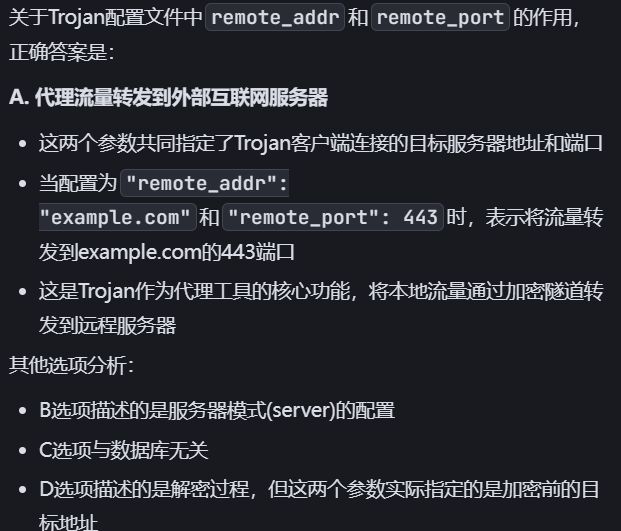 关于Trojan配置文件中 remote_addr 和 remote_port 的作用，
正确答案是：
A. 代理流量转发到外部互联网服务器
• 这两个参数共同指定了Trojan客户端连接的目标服务器地址和端口
• 当配置为 "remote_addr":
"example.com" 和 "remote_port": 443 时，表示将流量转
发到example.com的443端口
• 这是Trojan作为代理工具的核心功能，将本地流量通过加密隧道转
发到远程服务器
其他选项分析：
• B选项描述的是服务器模式(server)的配置
• C选项与数据库无关
• D选项描述的是解密过程，但这两个参数实际指定的是加密前的目
标地址